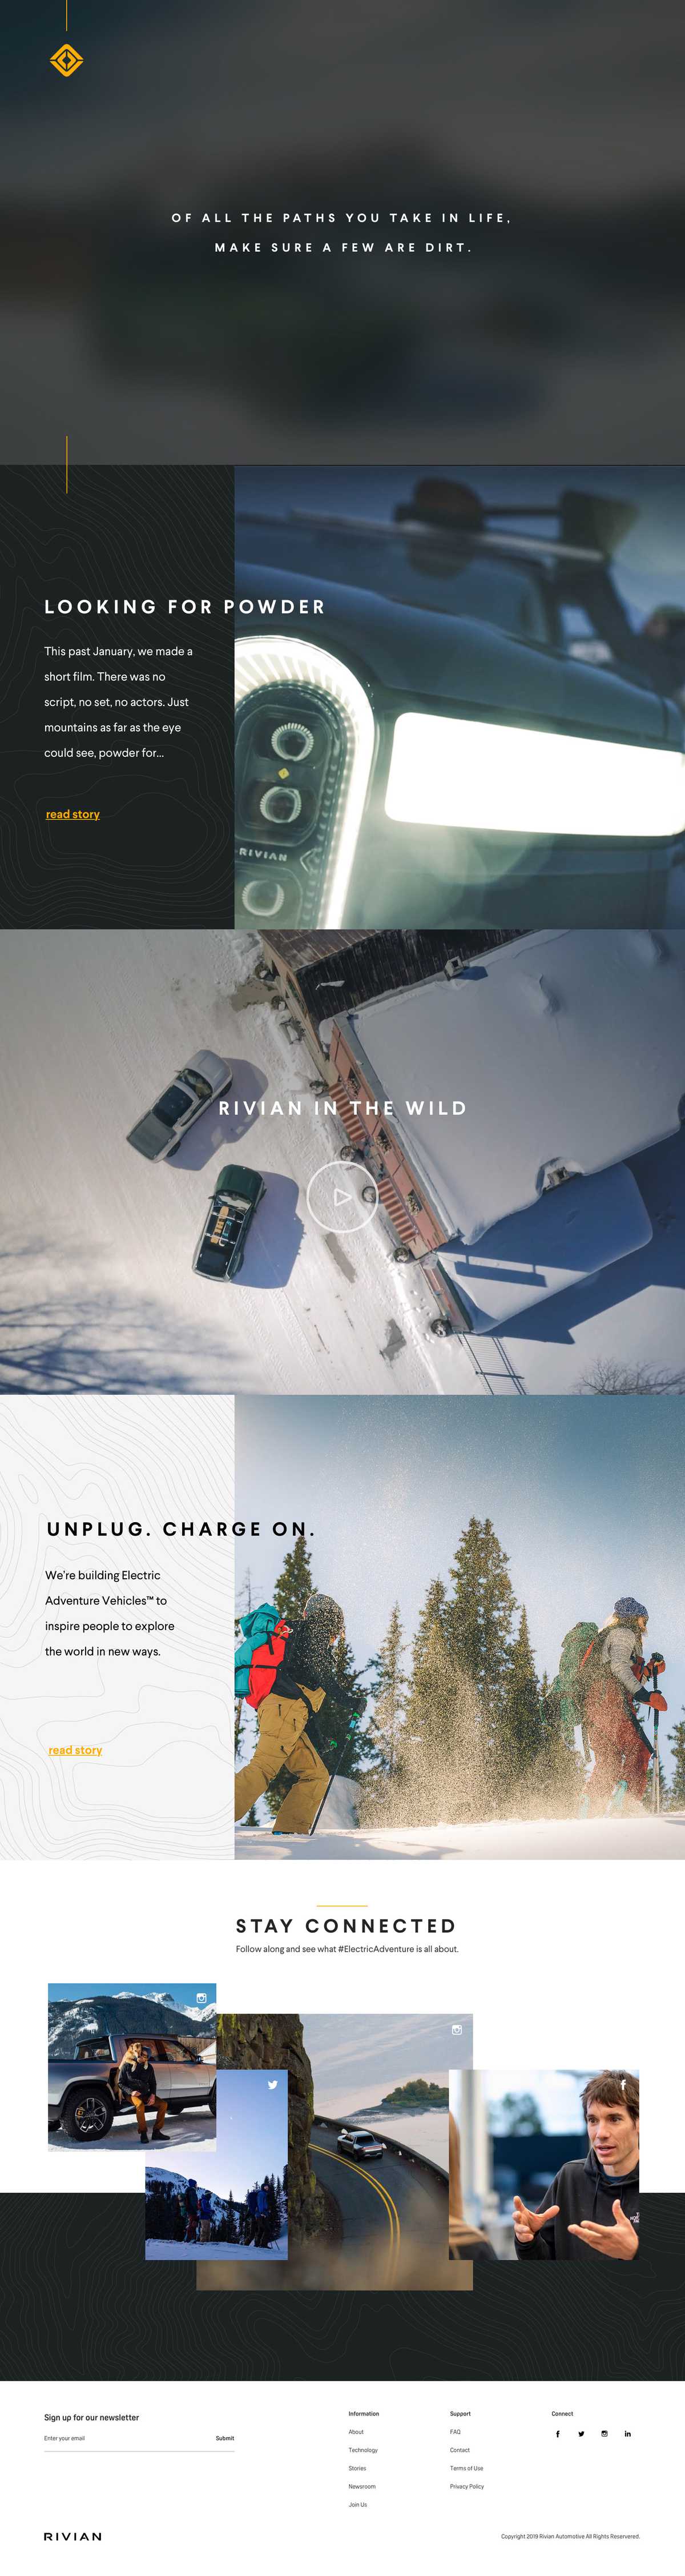 OF ALL THE PATHS YOU TAKE IN LIFE,
MAKE SURE A FEW ARE DIRT.
LOOKING FOR POWDER
This past January, we made a
short film. There was no
script, no set, no actors. Just
mountains as far as the eye
could see, powder for...
read story
RIVIAN
RIVIAN IN THE WILD
UNPLUG. CHARGE ON.
We're building Electric
Adventure Vehicles™ to
inspire people to explore
the world in new ways.
read story
STAY CONNECTED
Follow along and see what #ElectricAdventure is all about.
Sign up for our newsletter
Enter your email
Submit
Information
About
Technology
Stories
Newsroom
Join Us
Support
FAQ
Contact
Terms of Use
Privacy Policy
Connect
RIVIAN
Copyright 2019 Rivian Automotive All Rights Reservered.